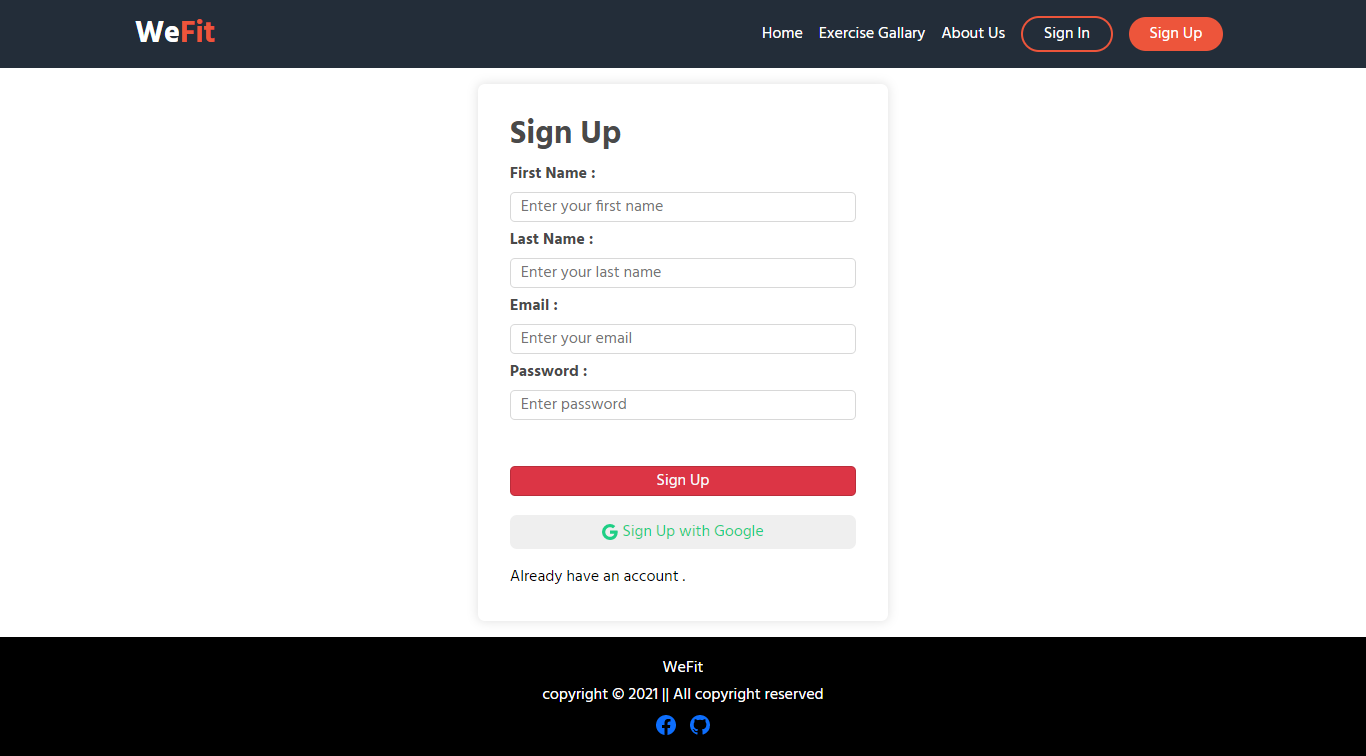 WeFit
Home Exercise Gallary About Us Sign In Sign Up
Sign Up
First Name :
Enter your first name
Last Name :
Enter your last name
Email :
Enter your email
Password :
Enter password
Sign Up
Sign Up with Google
Already have an account .
WeFit
copyright © 2021 || All copyright reserved